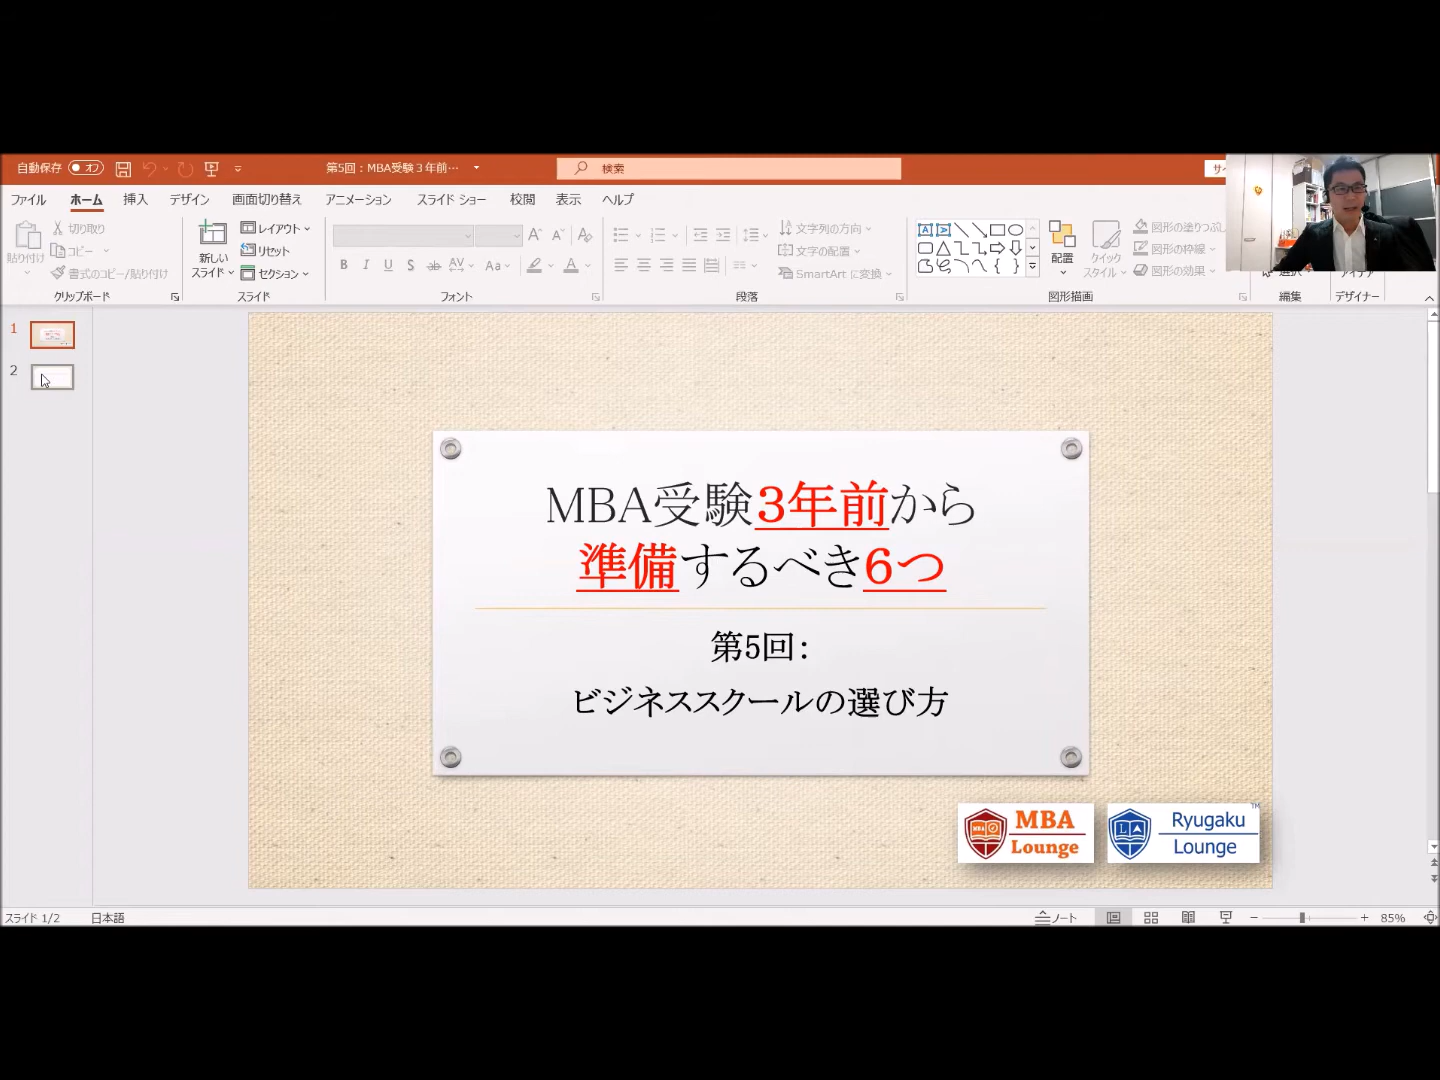 自動保存 オフ
第5回：MBA受験３年前…
検索
ファイル ホーム 挿入 デザイン 画面切り替え アニメーション スライド ショー 校閲 表示 ヘルプ
貼り付け
切り取り
コピー
書式のコピー/貼り付け
クリップボード
新しい
スライド
レイアウト
リセット
セクション
スライド
B I U S ab AV Aa A
フォント
文字列の方向
文字の配置
SmartArt に変換
段落
配置
クイック
スタイル
図形の塗りつぶし
図形の枠線
図形の効果
図形描画
編集
デザイナー
1
2
MBA受験３年前から
準備するべき６つ
第5回：
ビジネススクールの選び方
MBA
Lounge
Ryugaku
Lounge
TM
スライド 1/2 日本語
ノート
85%